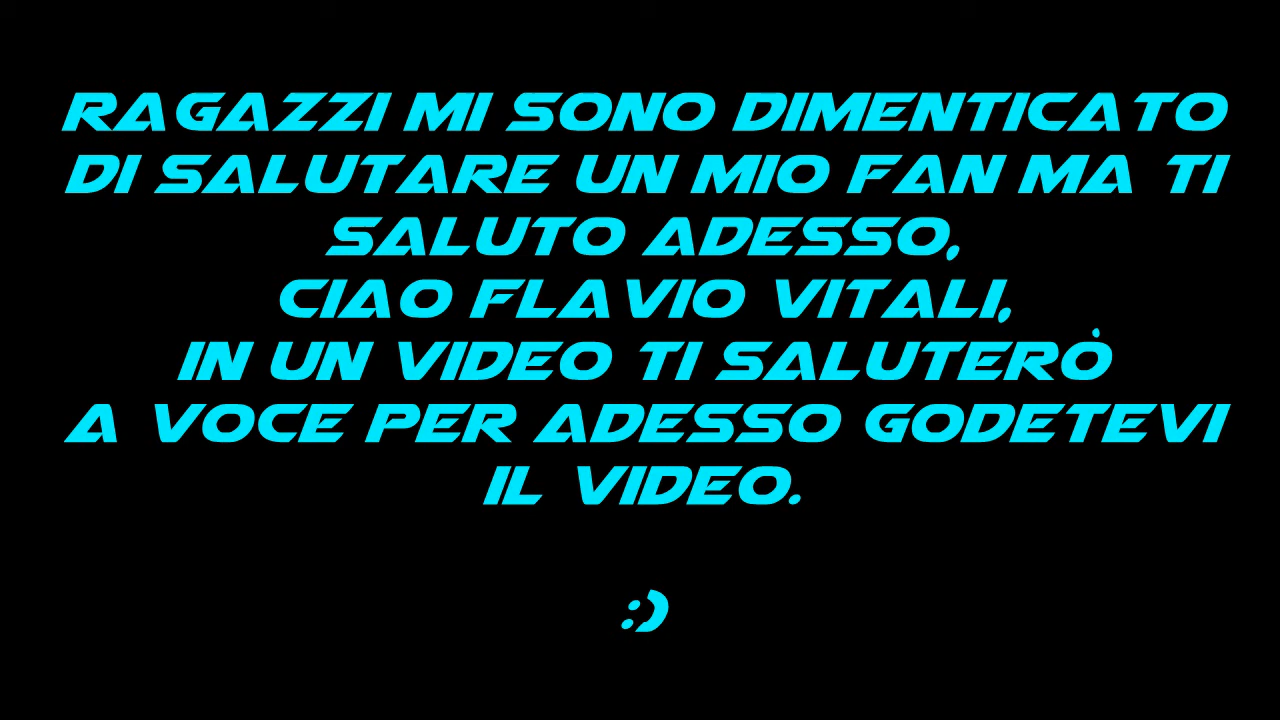 RAGAZZI MI SONO DIMENTICATO
DI SALUTARE UN MIO FAN MA TI
SALUTO ADESSO,
CIAO FLAVIO VITALI,
IN UN VIDEO TI SALUTERÒ
A VOCE PER ADESSO GODETEVI
IL VIDEO.
:)